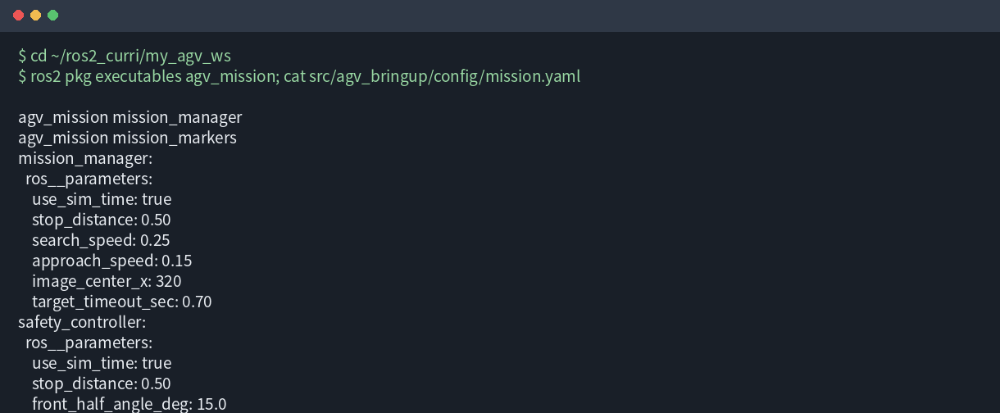 $ cd ~/ros2_curri/my_agv_ws
$ ros2 pkg executables agv_mission; cat src/agv_bringup/config/mission.yaml
agv_mission mission_manager
agv_mission mission_markers
mission_manager:
  ros__parameters:
    use_sim_time: true
    stop_distance: 0.50
    search_speed: 0.25
    approach_speed: 0.15
    image_center_x: 320
    target_timeout_sec: 0.70
safety_controller:
  ros__parameters:
    use_sim_time: true
    stop_distance: 0.50
    front_half_angle_deg: 15.0